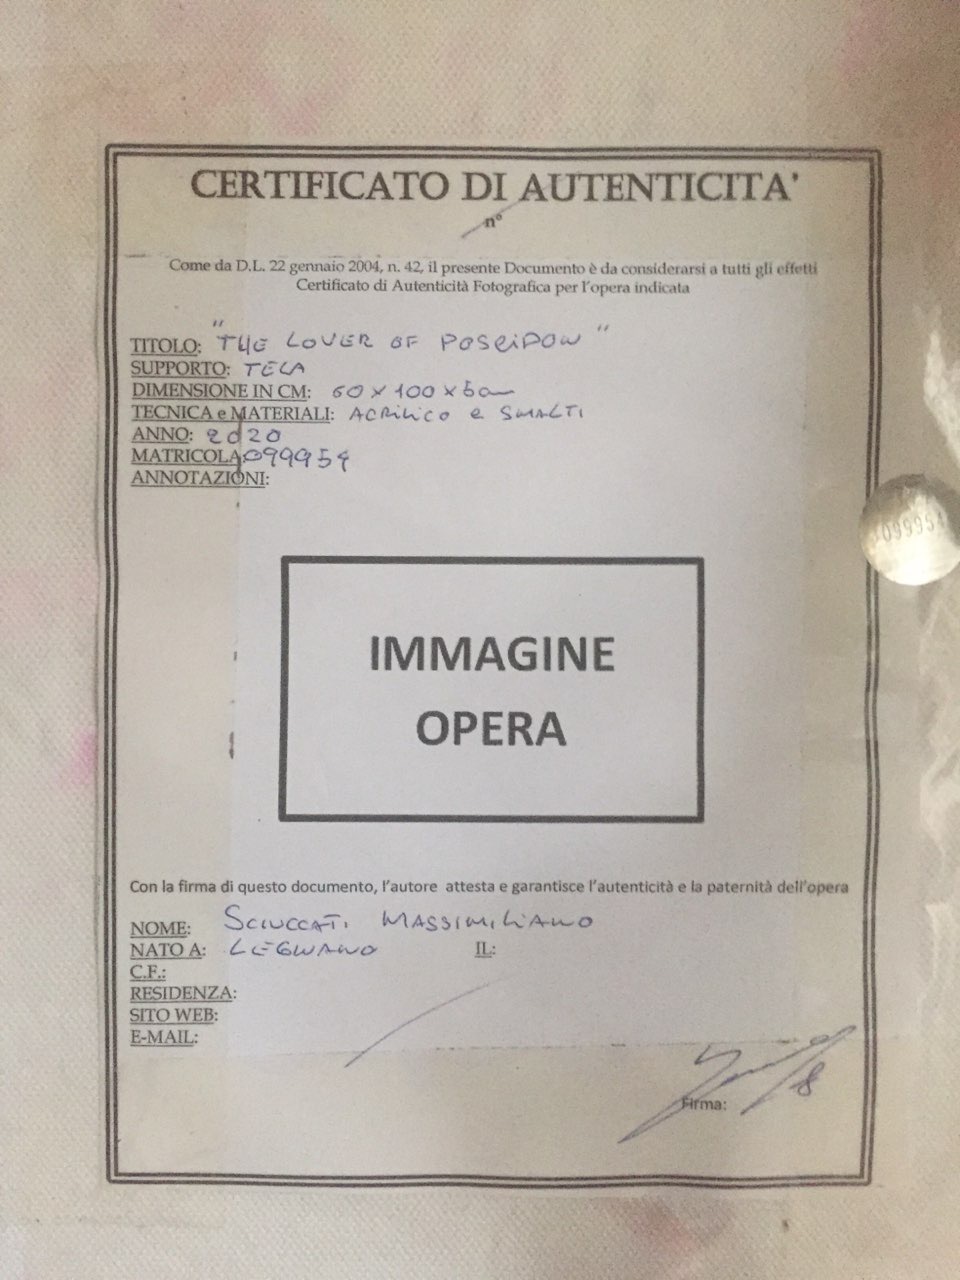 CERTIFICATO DI AUTENTICITA'
n°
Come da D.L. 22 gennaio 2004, n. 42, il presente Documento è da considerarsi a tutti gli effetti
Certificato di Autenticità Fotografica per l'opera indicata
TITOLO: "THE LOVER OF POSEIDON"
SUPPORTO: TELA
DIMENSIONE IN CM: 60 x 100 x 5
TECNICA e MATERIALI: ACRILICO e SMALTI
ANNO: 2020
MATRICOLA: 099954
ANNOTAZIONI:
099954
IMMAGINE
OPERA
Con la firma di questo documento, l'autore attesta e garantisce l'autenticità e la paternità dell'opera
NOME: SCIUCCATI MASSIMILIANO
NATO A: LEGNANO IL:
C.F.:
RESIDENZA:
SITO WEB:
E-MAIL:
Firma: